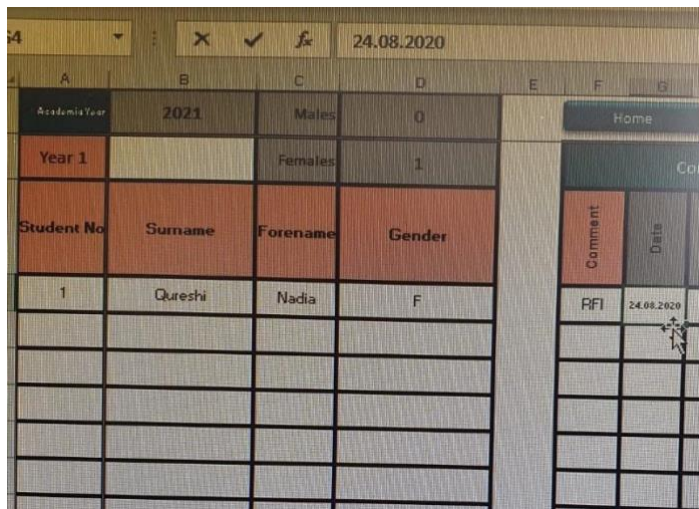 G4 24.08.2020
A B C D E F G
Academic Year 2021 Males 0 Home
Year 1 Females 1
Student No Surname Forename Gender Comment Date
1 Qureshi Nadia F RFI 24.08.2020